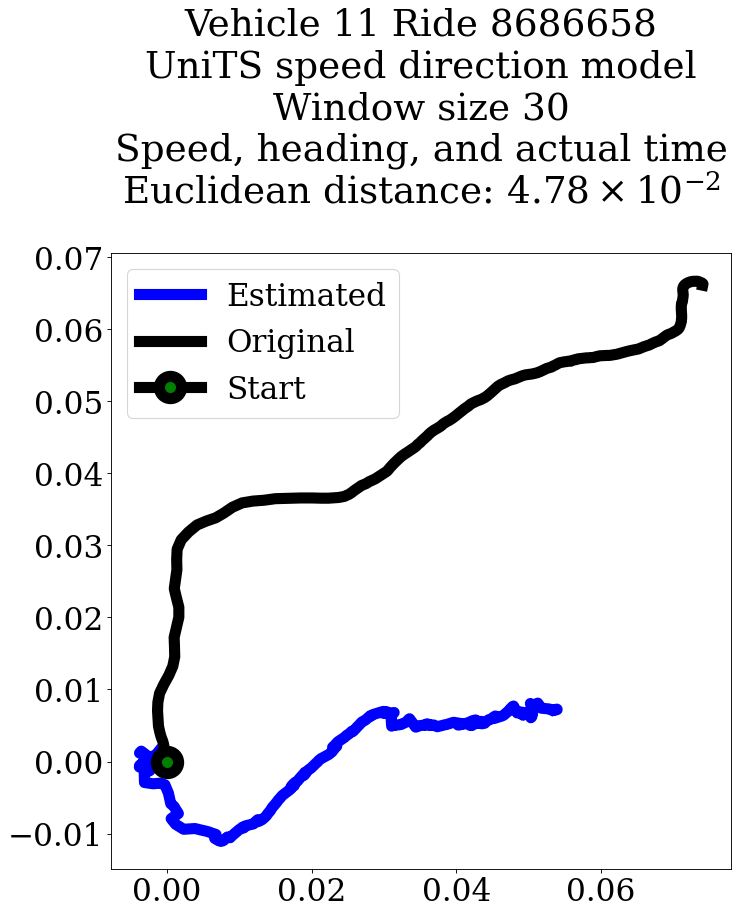 Vehicle 11 Ride 8686658
UniTS speed direction model
Window size 30
Speed, heading, and actual time
Euclidean distance: 4.78 × 10⁻²
0.07
Estimated
0.06
Original
Start
0.05
0.04
0.03
0.02
0.01
0.00
−0.01
0.00 0.02 0.04 0.06